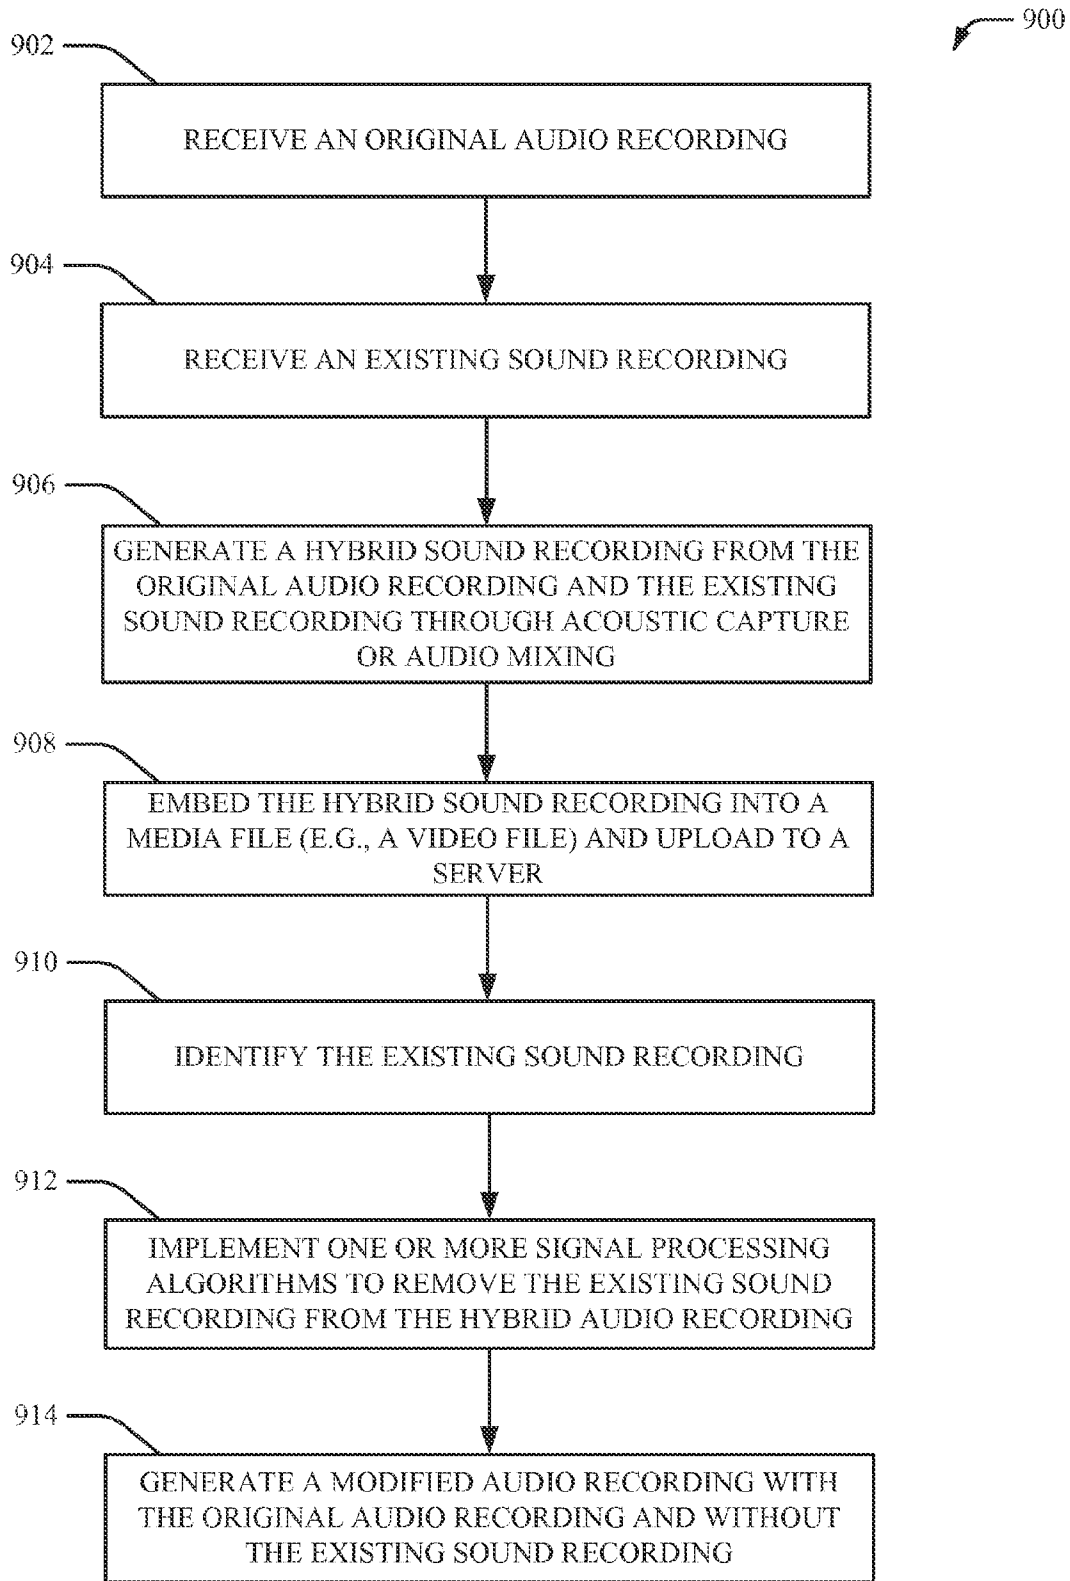 900
902
RECEIVE AN ORIGINAL AUDIO RECORDING
904
RECEIVE AN EXISTING SOUND RECORDING
906
GENERATE A HYBRID SOUND RECORDING FROM THE
ORIGINAL AUDIO RECORDING AND THE EXISTING
SOUND RECORDING THROUGH ACOUSTIC CAPTURE
OR AUDIO MIXING
908
EMBED THE HYBRID SOUND RECORDING INTO A
MEDIA FILE (E.G., A VIDEO FILE) AND UPLOAD TO A
SERVER
910
IDENTIFY THE EXISTING SOUND RECORDING
912
IMPLEMENT ONE OR MORE SIGNAL PROCESSING
ALGORITHMS TO REMOVE THE EXISTING SOUND
RECORDING FROM THE HYBRID AUDIO RECORDING
914
GENERATE A MODIFIED AUDIO RECORDING WITH
THE ORIGINAL AUDIO RECORDING AND WITHOUT
THE EXISTING SOUND RECORDING